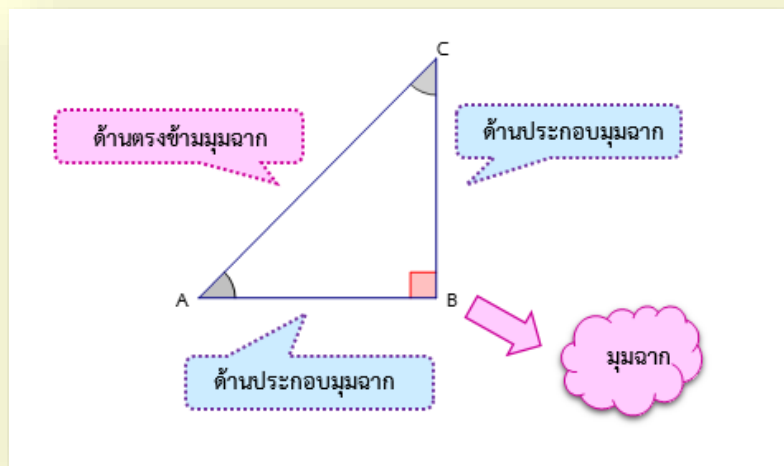 C
ด้านตรงข้ามมุมฉาก
ด้านประกอบมุมฉาก
A
B
มุมฉาก
ด้านประกอบมุมฉาก